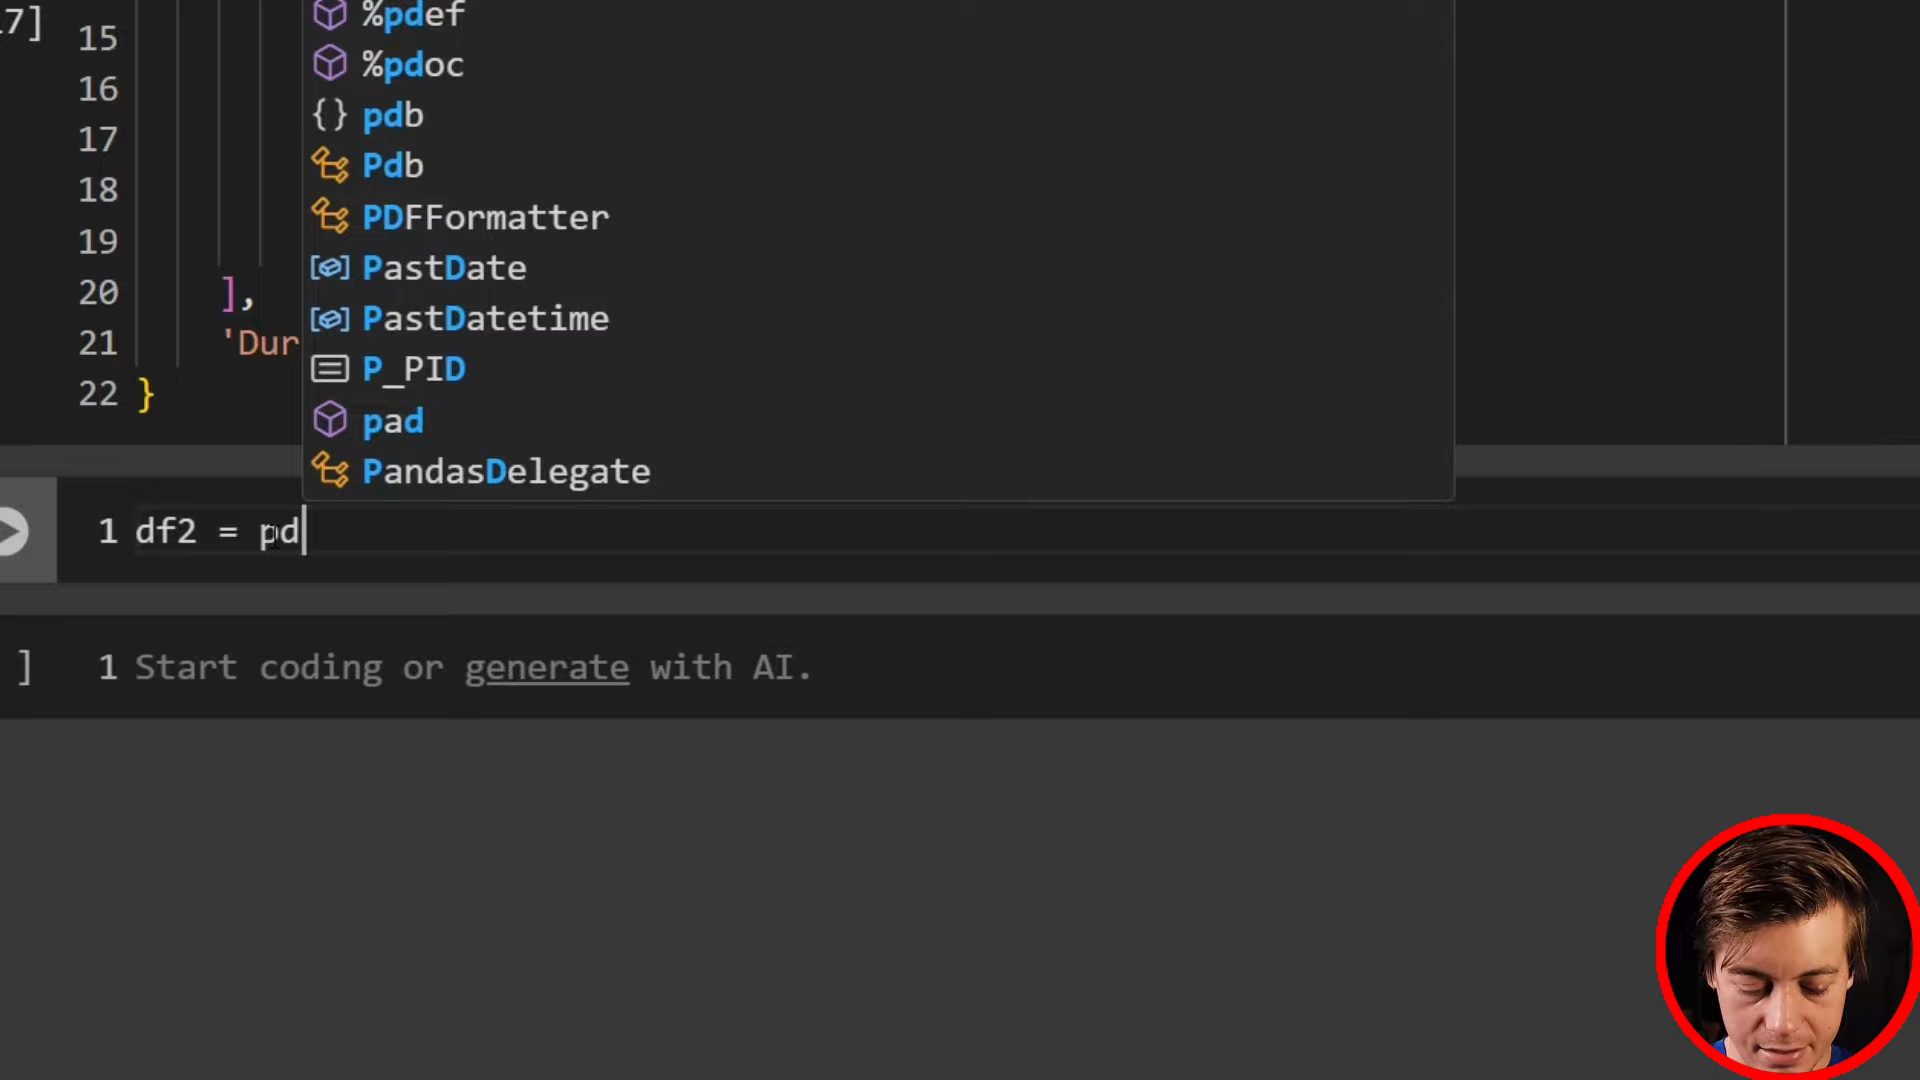 17]
15
%pdef
16
%pdoc
17
pdb
18
Pdb
19
PDFFormatter
PastDate
20 ],
PastDatetime
21 'Dur
P_PID
22 }
pad
PandasDelegate
1 df2 = pd
] 1 Start coding or generate with AI.